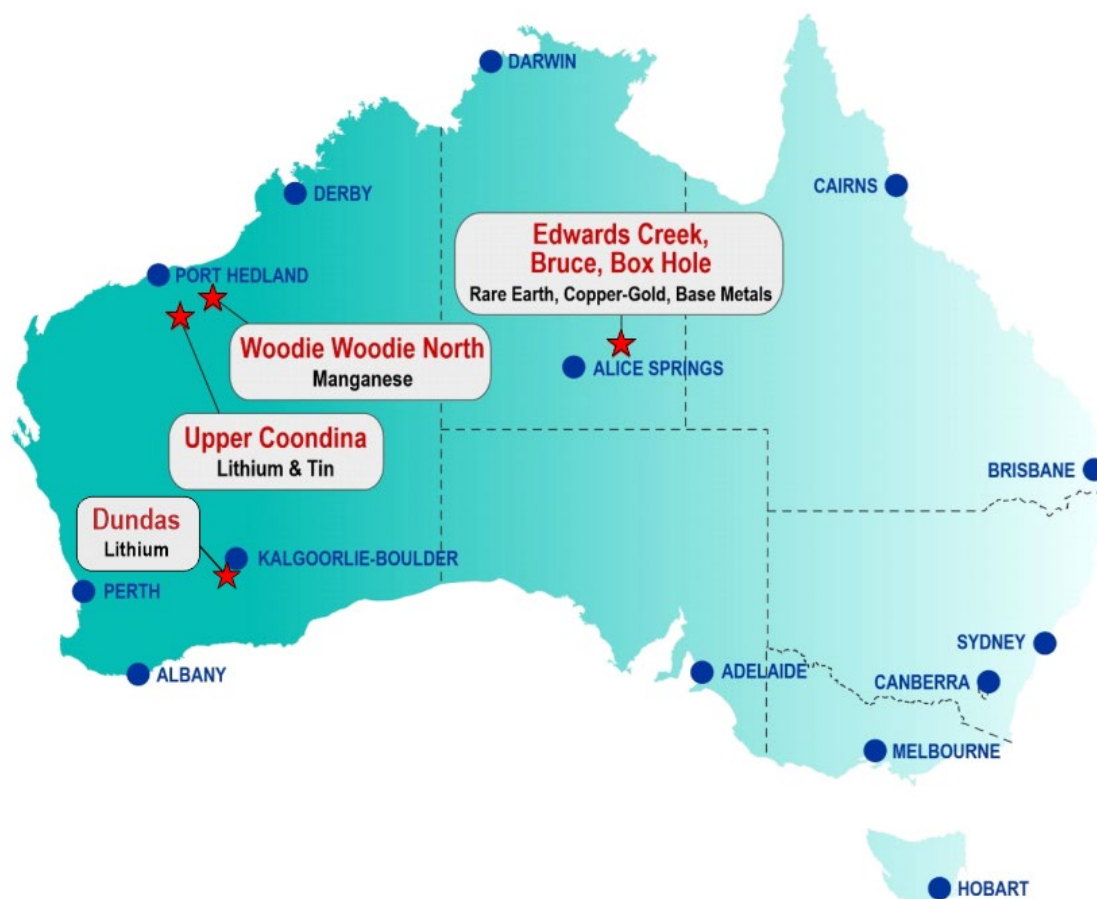 DARWIN
DERBY
CAIRNS
Edwards Creek,
Bruce, Box Hole
Rare Earth, Copper-Gold, Base Metals
PORT HEDLAND
Woodie Woodie North
Manganese
ALICE SPRINGS
Upper Coondina
Lithium & Tin
BRISBANE
Dundas
Lithium
KALGOORLIE-BOULDER
PERTH
SYDNEY
ALBANY
ADELAIDE
CANBERRA
MELBOURNE
HOBART